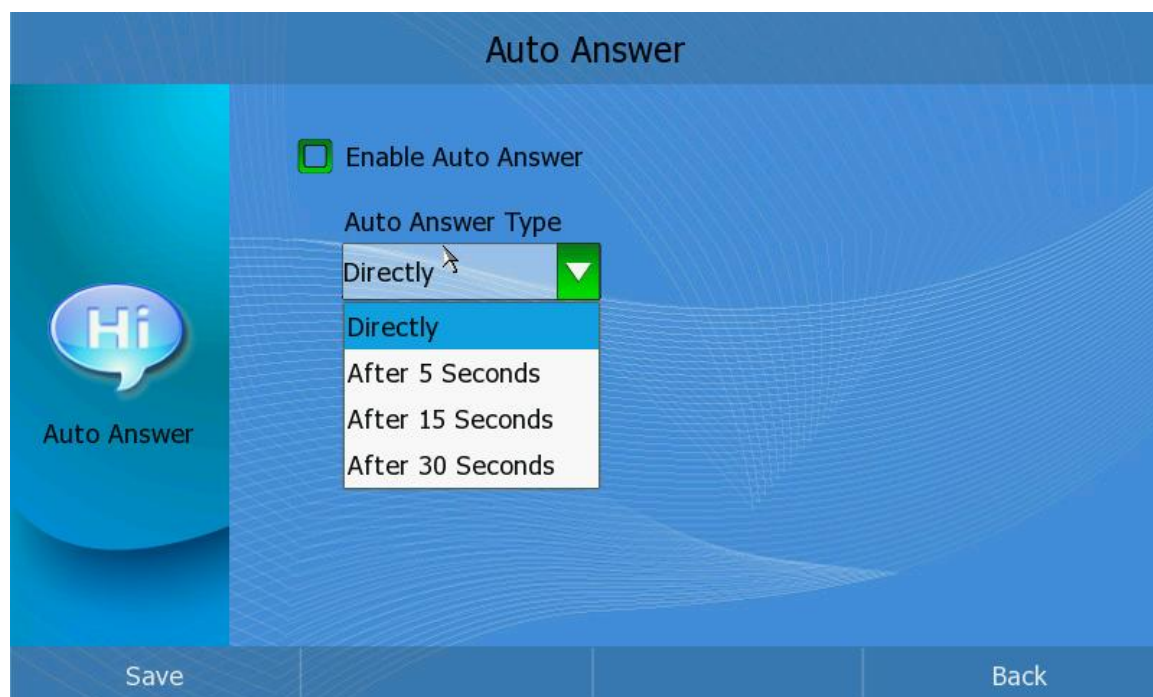 Auto Answer
Enable Auto Answer
Auto Answer Type
Directly
Directly
After 5 Seconds
After 15 Seconds
After 30 Seconds
Hi
Auto Answer
Save
Back